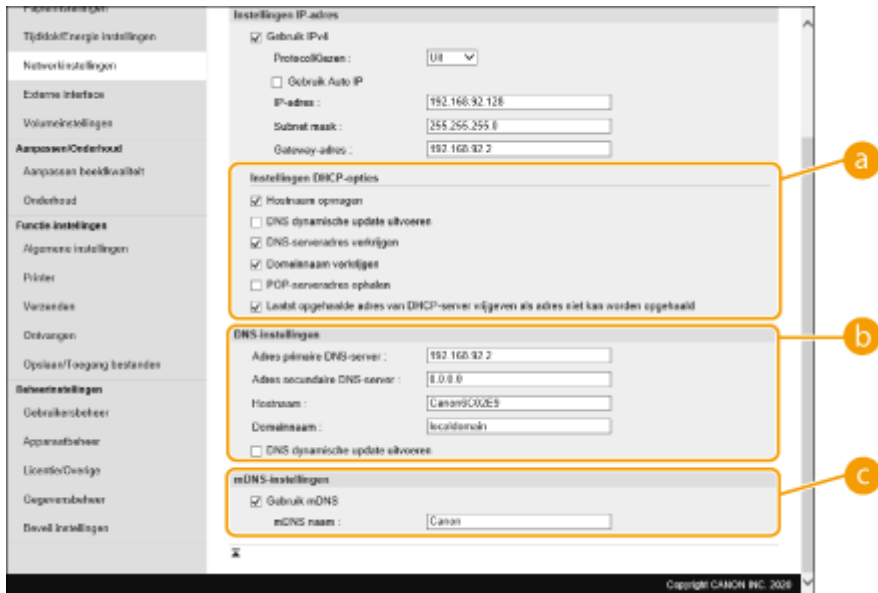 Papierinstellingen
Tijdklok/Energie instellingen
Netwerkinstellingen
Externe Interface
Volumeinstellingen
Aanpassen/Onderhoud
Aanpassen beeldkwaliteit
Onderhoud
Functie-instellingen
Algemene instellingen
Printer
Verzenden
Ontvangen
Opslaan/Toegang bestanden
Beheerinstellingen
Gebruikersbeheer
Apparaatbeheer
Licentie/Overige
Gegevensbeheer
Beveil instellingen
Instellingen IP-adres
Gebruik IPv4
Protocol Kiezen: Uit
Gebruik Auto IP
IP-adres : 192.168.92.128
Subnet mask : 255.255.255.0
Gateway-adres : 192.168.92.2
a
Instellingen DHCP-opties
Hostnaam opvragen
DNS dynamische update uitvoeren
DNS-serveradres verkrijgen
Domeinnaam verkrijgen
POP-serveradres ophalen
Laatst opgehaalde adres van DHCP-server vrijgeven als adres niet kan worden opgehaald
b
DNS-instellingen
Adres primaire DNS-server : 192.168.92.2
Adres secundaire DNS-server : 0.0.0.0
Hostnaam : Canon6C02E9
Domeinnaam : localdomain
DNS dynamische update uitvoeren
c
mDNS-instellingen
Gebruik mDNS
mDNS naam : Canon
Copyright CANON INC. 2020